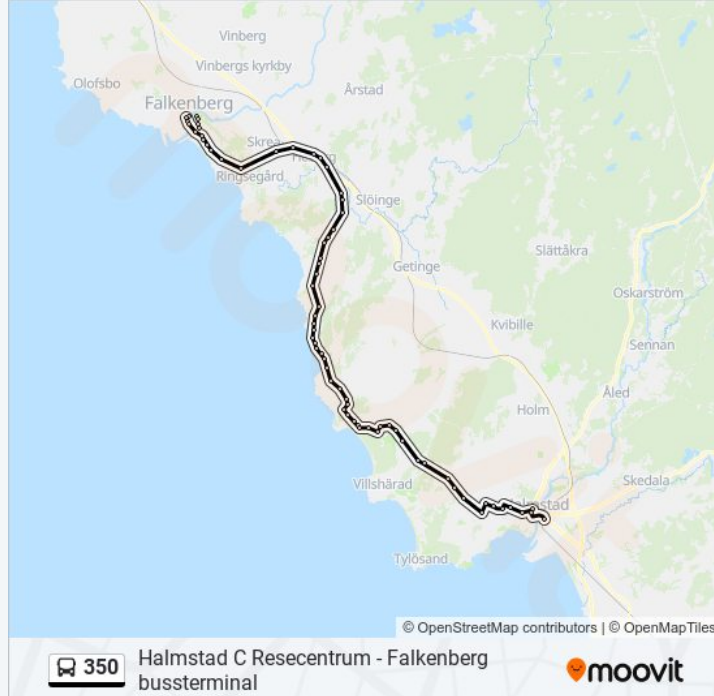 Vinberg
Vinbergs kyrkby
Olofsbo
Årstad
Falkenberg
Skrea
Ringsegård
Slöinge
Slättåkra
Getinge
Oskarström
Kvibille
Sennan
Åled
Holm
Villshärad
Skedala
Tylösand
© OpenStreetMap contributors | © OpenMapTiles
350
Halmstad C Resecentrum - Falkenberg
bussterminal
moovit